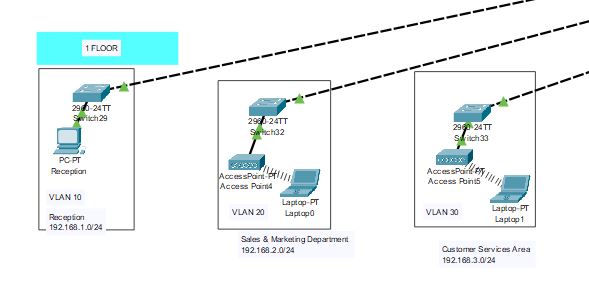 1.FLOOR
2960-24TT
Switch29
PC-PT
Reception
VLAN 10
Reception
192.168.1.0/24
2960-24TT
Switch32
AccessPoint-PT
Access Point4
Laptop-PT
Laptop0
VLAN 20
Sales & Marketing Department
192.168.2.0/24
2960-24TT
Switch33
AccessPoint-PT
Access Point5
Laptop-PT
Laptop1
VLAN 30
Customer Services Area
192.168.3.0/24